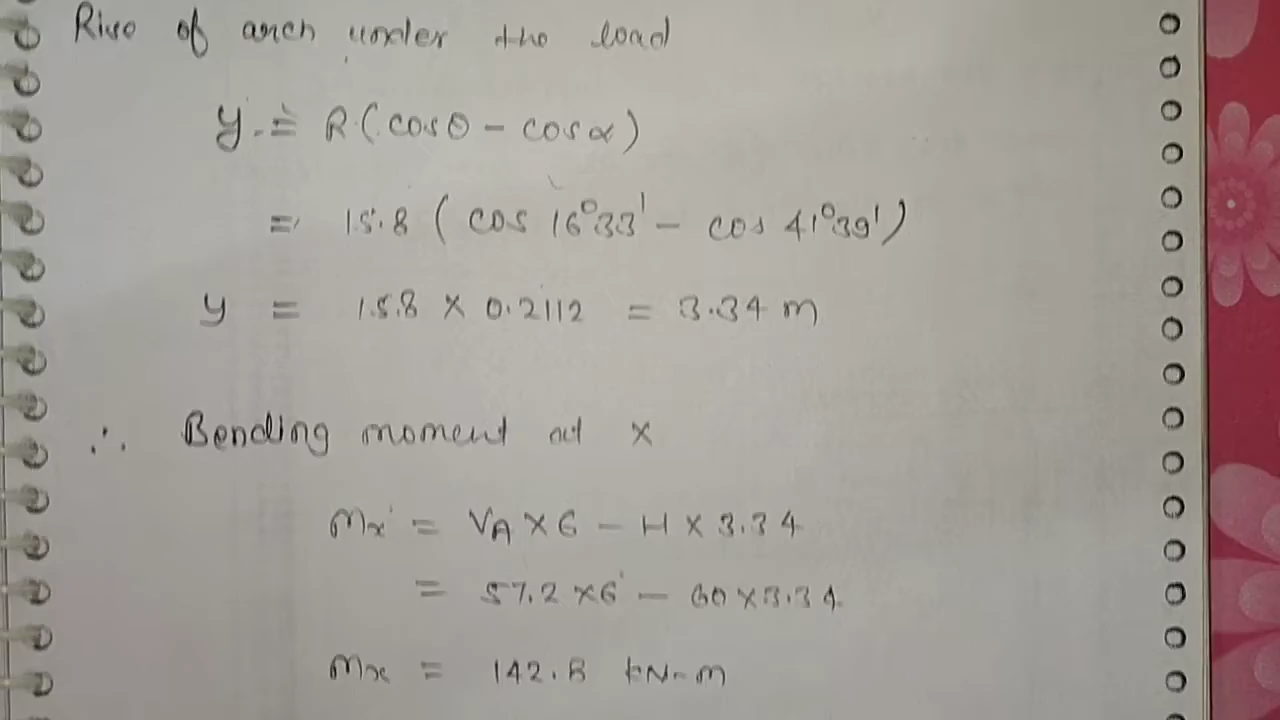 Rise of arch under the load
y = R (cosθ - cosα)
= 15.8 ( cos 16°33' - cos 41°39' )
y = 15.8 × 0.2112 = 3.34 m
∴ Bending moment at x
Mx = VA × 6 - H × 3.34
= 57.2 × 6 - 60 × 3.34
Mx = 142.8 kN-m